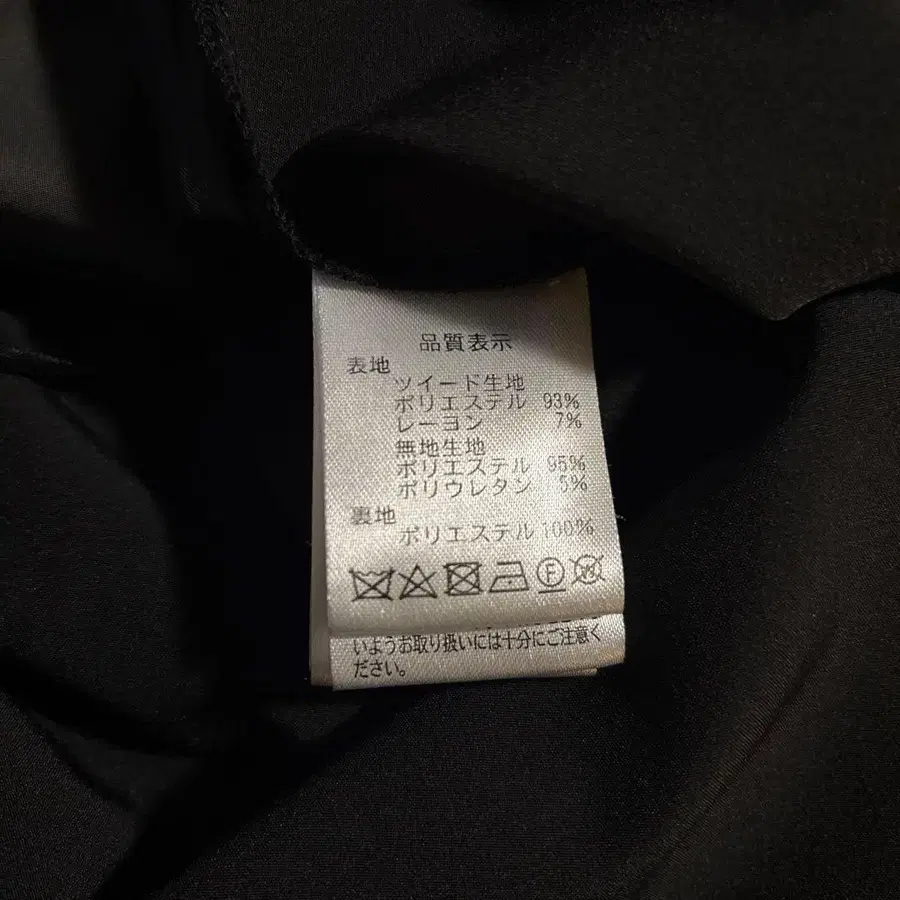 品質表示
表地
ツイード生地
ポリエステル 93%
レーヨン 7%
無地生地
ポリエステル 95%
ポリウレタン 5%
裏地
ポリエステル 100%
F W
いようお取り扱いには十分にご注意く
ださい。